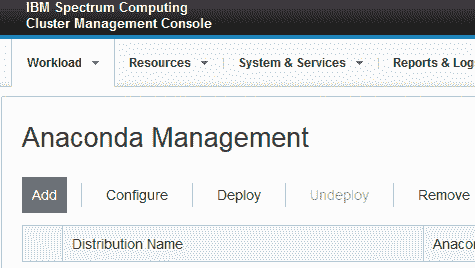 IBM Spectrum Computing
Cluster Management Console
Workload Resources System & Services Reports & Log
Anaconda Management
Add Configure Deploy Undeploy Remove
Distribution Name Anacon